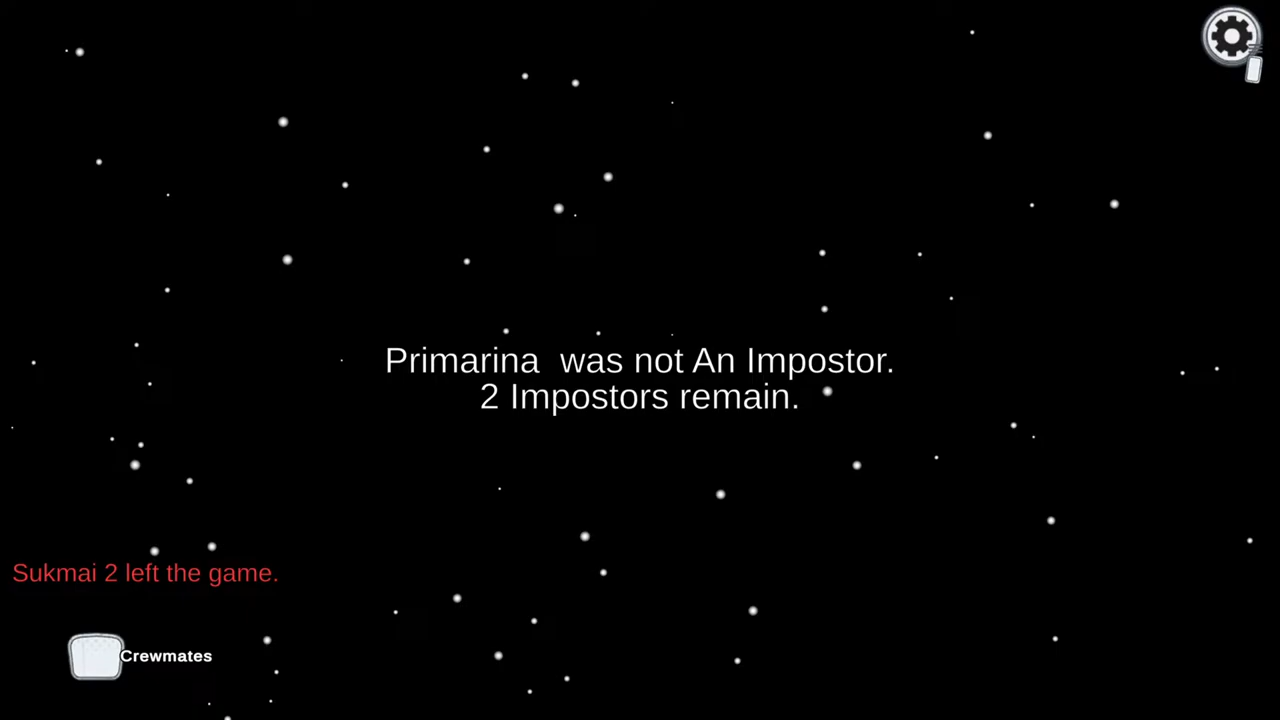 Primarina  was not An Impostor.
2 Impostors remain.
Sukmai 2 left the game.
Crewmates